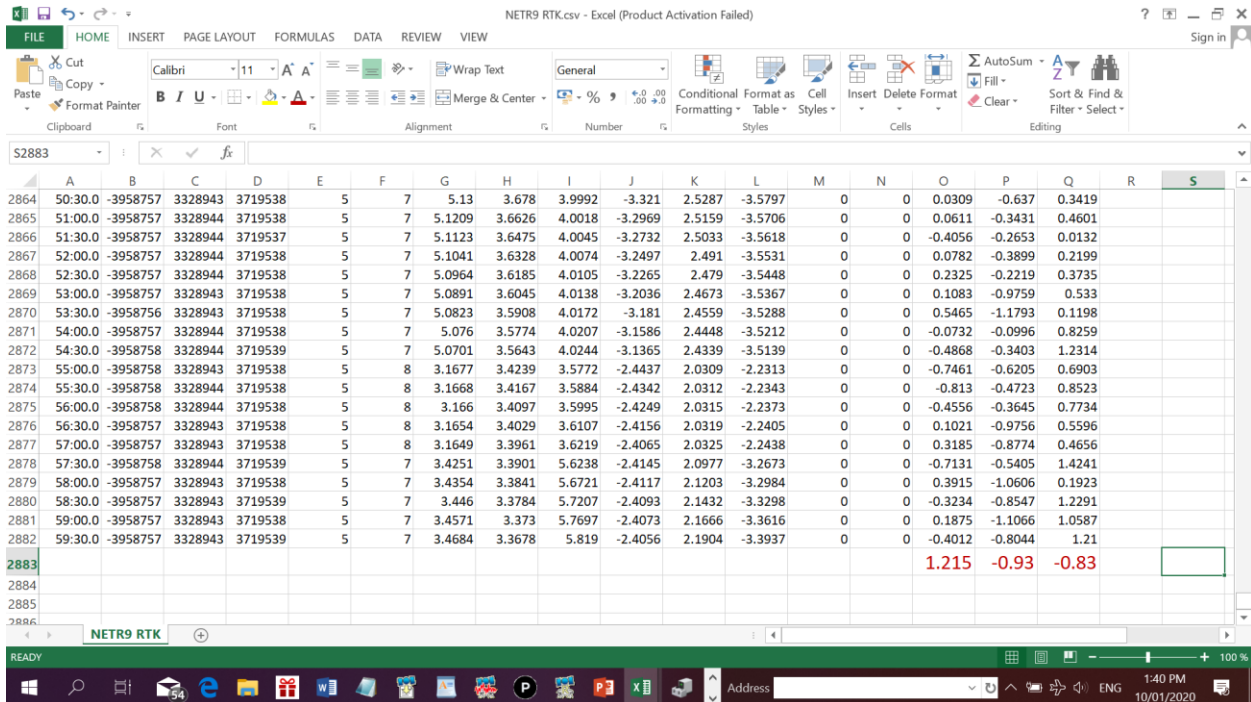 NETR9 RTK.csv - Excel (Product Activation Failed)
FILE HOME INSERT PAGE LAYOUT FORMULAS DATA REVIEW VIEW Sign in
Cut Calibri 11 Wrap Text General AutoSum
Copy Fill
Paste Format Painter B I U Merge & Center Conditional Format as Cell Insert Delete Format Clear Sort & Find &
Formatting Table Styles Filter Select
Clipboard Font Alignment Number Styles Cells Editing
S2883 fx
A B C D E F G H I J K L M N O P Q R S
2864 50:30.0 -3958757 3328943 3719538 5 7 5.13 3.678 3.9992 -3.321 2.5287 -3.5797 0 0 0.0309 -0.637 0.3419
2865 51:00.0 -3958757 3328944 3719538 5 7 5.1209 3.6626 4.0018 -3.2969 2.5159 -3.5706 0 0 0.0611 -0.3431 0.4601
2866 51:30.0 -3958757 3328944 3719537 5 7 5.1123 3.6475 4.0045 -3.2732 2.5033 -3.5618 0 0 -0.4056 -0.2653 0.0132
2867 52:00.0 -3958757 3328944 3719538 5 7 5.1041 3.6328 4.0074 -3.2497 2.491 -3.5531 0 0 0.0782 -0.3899 0.2199
2868 52:30.0 -3958757 3328944 3719538 5 7 5.0964 3.6185 4.0105 -3.2265 2.479 -3.5448 0 0 0.2325 -0.2219 0.3735
2869 53:00.0 -3958757 3328943 3719538 5 7 5.0891 3.6045 4.0138 -3.2036 2.4673 -3.5367 0 0 0.1083 -0.9759 0.533
2870 53:30.0 -3958756 3328943 3719538 5 7 5.0823 3.5908 4.0172 -3.181 2.4559 -3.5288 0 0 0.5465 -1.1793 0.1198
2871 54:00.0 -3958757 3328944 3719538 5 7 5.076 3.5774 4.0207 -3.1586 2.4448 -3.5212 0 0 -0.0732 -0.0996 0.8259
2872 54:30.0 -3958758 3328944 3719539 5 7 5.0701 3.5643 4.0244 -3.1365 2.4339 -3.5139 0 0 -0.4868 -0.3403 1.2314
2873 55:00.0 -3958758 3328943 3719538 5 8 3.1677 3.4239 3.5772 -2.4437 2.0309 -2.2313 0 0 -0.7461 -0.6205 0.6903
2874 55:30.0 -3958758 3328944 3719538 5 8 3.1668 3.4167 3.5884 -2.4342 2.0312 -2.2343 0 0 -0.813 -0.4723 0.8523
2875 56:00.0 -3958758 3328944 3719538 5 8 3.166 3.4097 3.5995 -2.4249 2.0315 -2.2373 0 0 -0.4556 -0.3645 0.7734
2876 56:30.0 -3958757 3328943 3719538 5 8 3.1654 3.4029 3.6107 -2.4156 2.0319 -2.2405 0 0 0.1021 -0.9756 0.5596
2877 57:00.0 -3958757 3328943 3719538 5 8 3.1649 3.3961 3.6219 -2.4065 2.0325 -2.2438 0 0 0.3185 -0.8774 0.4656
2878 57:30.0 -3958758 3328944 3719539 5 7 3.4251 3.3901 5.6238 -2.4145 2.0977 -3.2673 0 0 -0.7131 -0.5405 1.4241
2879 58:00.0 -3958757 3328943 3719538 5 7 3.4354 3.3841 5.6721 -2.4117 2.1203 -3.2984 0 0 0.3915 -1.0606 0.1923
2880 58:30.0 -3958757 3328943 3719539 5 7 3.446 3.3784 5.7207 -2.4093 2.1432 -3.3298 0 0 -0.3234 -0.8547 1.2291
2881 59:00.0 -3958757 3328943 3719538 5 7 3.4571 3.373 5.7697 -2.4073 2.1666 -3.3616 0 0 0.1875 -1.1066 1.0587
2882 59:30.0 -3958757 3328943 3719539 5 7 3.4684 3.3678 5.819 -2.4056 2.1904 -3.3937 0 0 -0.4012 -0.8044 1.21
2883 1.215 -0.93 -0.83
2884
2885
2886
NETR9 RTK
READY 100 %
54 Address ENG 1:40 PM
10/01/2020